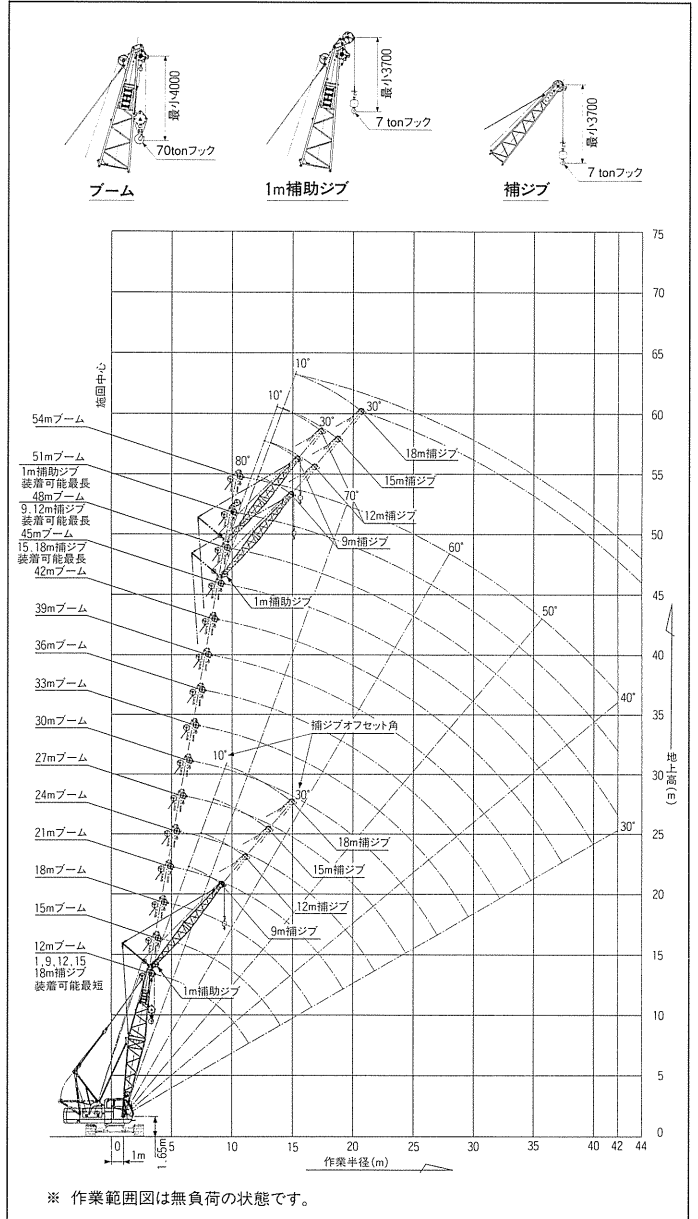 最小4000
70tonフック
ブーム
最小3700
7 tonフック
1m補助ジブ
最小3700
7 tonフック
補ジブ
75
70
65
60
55
50
45
40
35
30
25
20
15
10
5
0
地上高(m)
旋回中心
54mブーム
51mブーム
1m補助ジブ
装着可能最長
48mブーム
9.12m補ジブ
装着可能最長
45mブーム
15.18m補ジブ
装着可能最長
42mブーム
39mブーム
36mブーム
33mブーム
30mブーム
27mブーム
24mブーム
21mブーム
18mブーム
15mブーム
12mブーム
1,9,12,15
18m補ジブ
装着可能最短
10°
10°
30°
30°
80°
18m補ジブ
15m補ジブ
70°
12m補ジブ
9m補ジブ
1m補助ジブ
60°
50°
40°
30°
補ジブオフセット角
10°
30°
18m補ジブ
15m補ジブ
12m補ジブ
9m補ジブ
1m補助ジブ
0 5 10 15 20 25 30 35 40 42 44
1m
1.65m
作業半径(m)
※ 作業範囲図は無負荷の状態です。